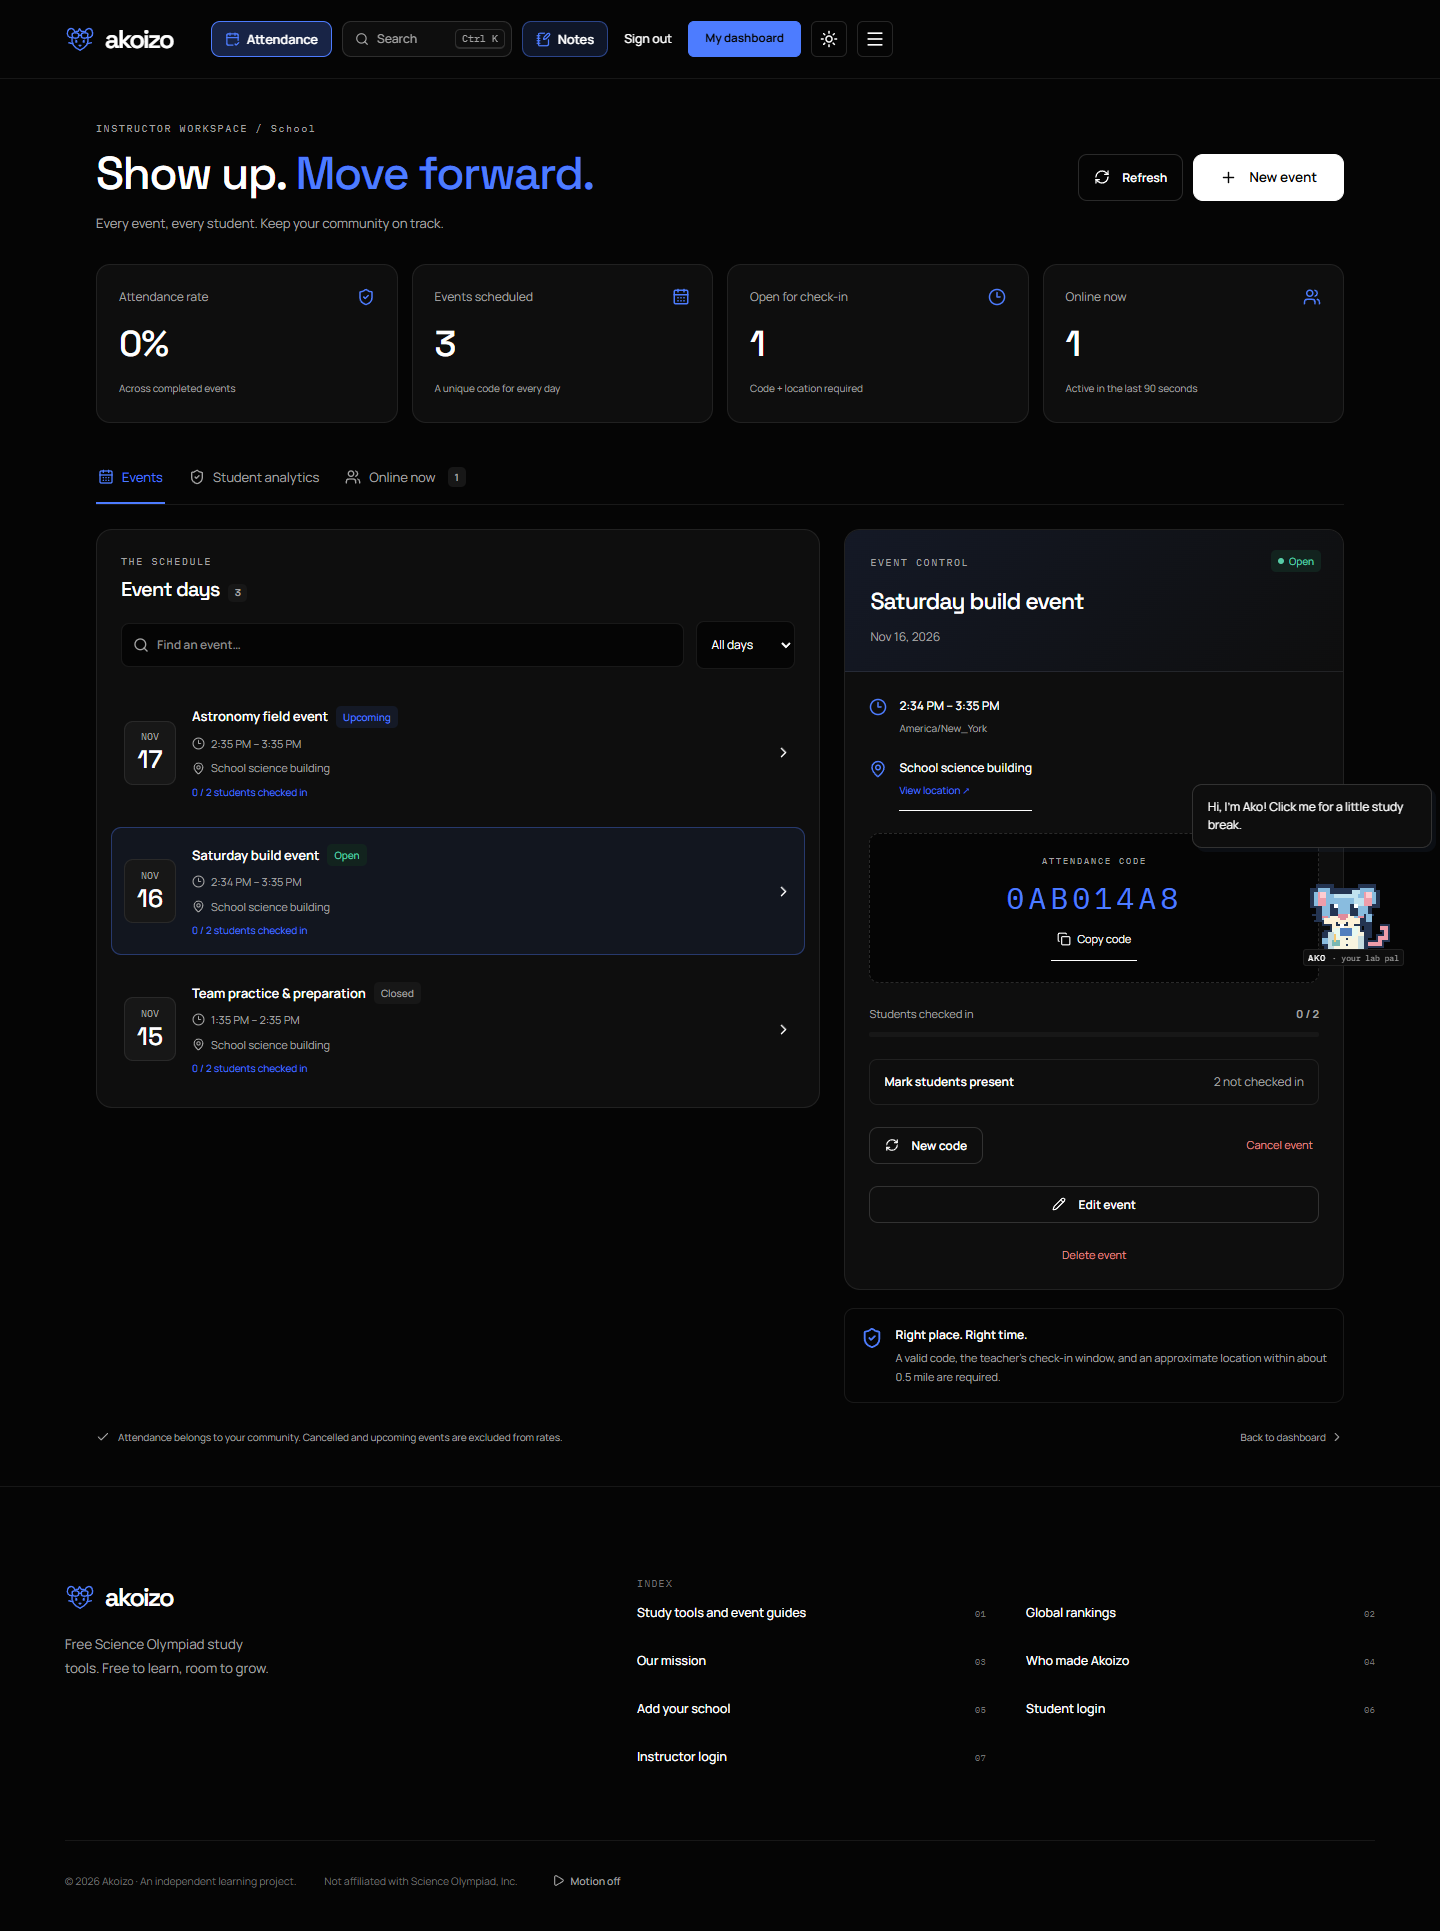 akoizo
Attendance
Search
Ctrl K
Notes
Sign out
My dashboard
INSTRUCTOR WORKSPACE / School
Show up. Move forward.
Every event, every student. Keep your community on track.
Refresh
New event
Attendance rate
0%
Across completed events
Events scheduled
3
A unique code for every day
Open for check-in
1
Code + location required
Online now
1
Active in the last 90 seconds
Events
Student analytics
Online now
1
THE SCHEDULE
Event days
3
Find an event...
All days
NOV
17
Astronomy field event
Upcoming
2:35 PM – 3:35 PM
School science building
0 / 2 students checked in
NOV
16
Saturday build event
Open
2:34 PM – 3:35 PM
School science building
0 / 2 students checked in
NOV
15
Team practice & preparation
Closed
1:35 PM – 2:35 PM
School science building
0 / 2 students checked in
EVENT CONTROL
Open
Saturday build event
Nov 16, 2026
2:34 PM – 3:35 PM
America/New_York
School science building
View location ↗
Hi, I'm Ako! Click me for a little study
break.
ATTENDANCE CODE
0AB014A8
Copy code
AKO · your lab pal
Students checked in
0 / 2
Mark students present
2 not checked in
New code
Cancel event
Edit event
Delete event
Right place. Right time.
A valid code, the teacher's check-in window, and an approximate location within about
0.5 mile are required.
Attendance belongs to your community. Cancelled and upcoming events are excluded from rates.
Back to dashboard
akoizo
Free Science Olympiad study
tools. Free to learn, room to grow.
INDEX
Study tools and event guides
01
Global rankings
02
Our mission
03
Who made Akoizo
04
Add your school
05
Student login
06
Instructor login
07
© 2026 Akoizo · An independent learning project.
Not affiliated with Science Olympiad, Inc.
Motion off